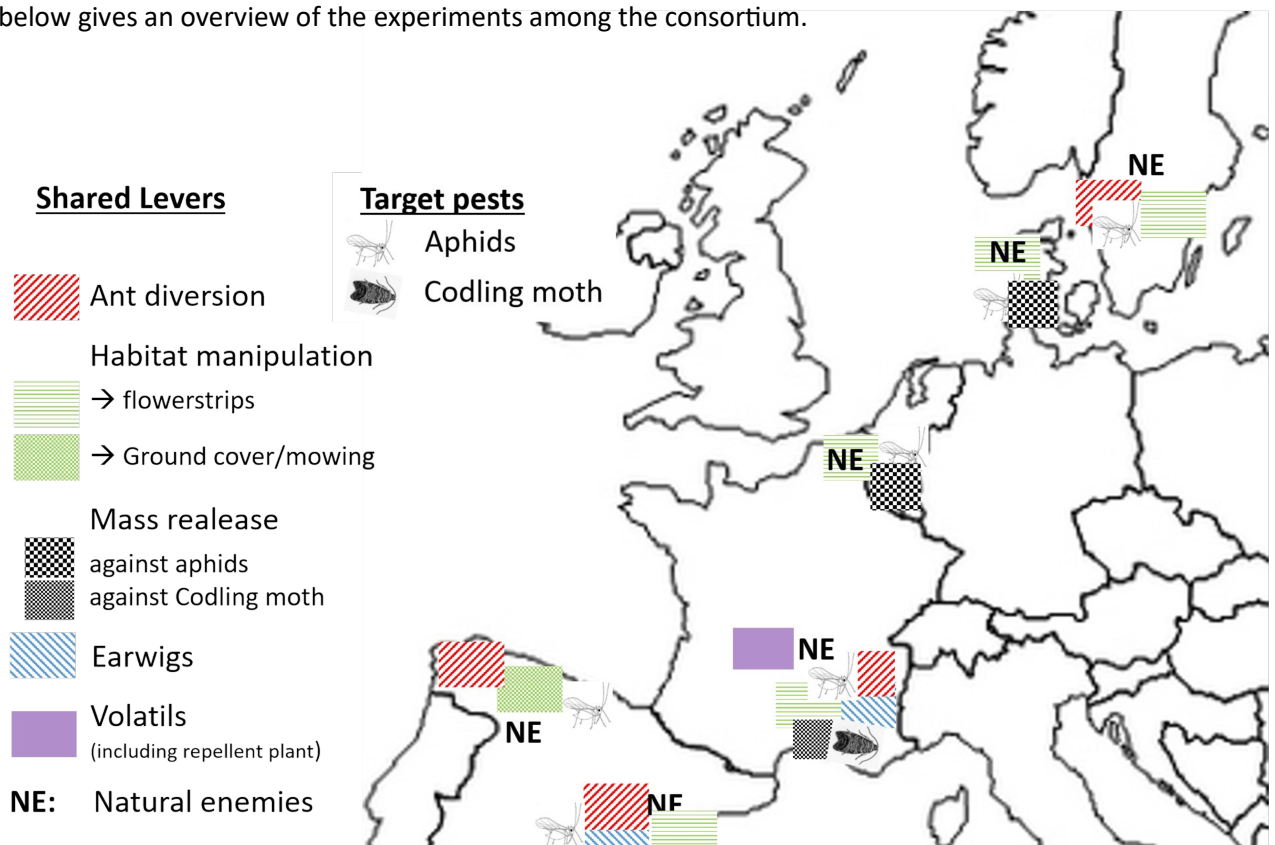 below gives an overview of the experiments among the consortium.
Shared Levers
Target pests
Aphids
Codling moth
Ant diversion
Habitat manipulation
→ flowerstrips
→ Ground cover/mowing
Mass realease
against aphids
against Codling moth
Earwigs
Volatils
(including repellent plant)
NE: Natural enemies
NE
NE
NE
NE
NE
NE